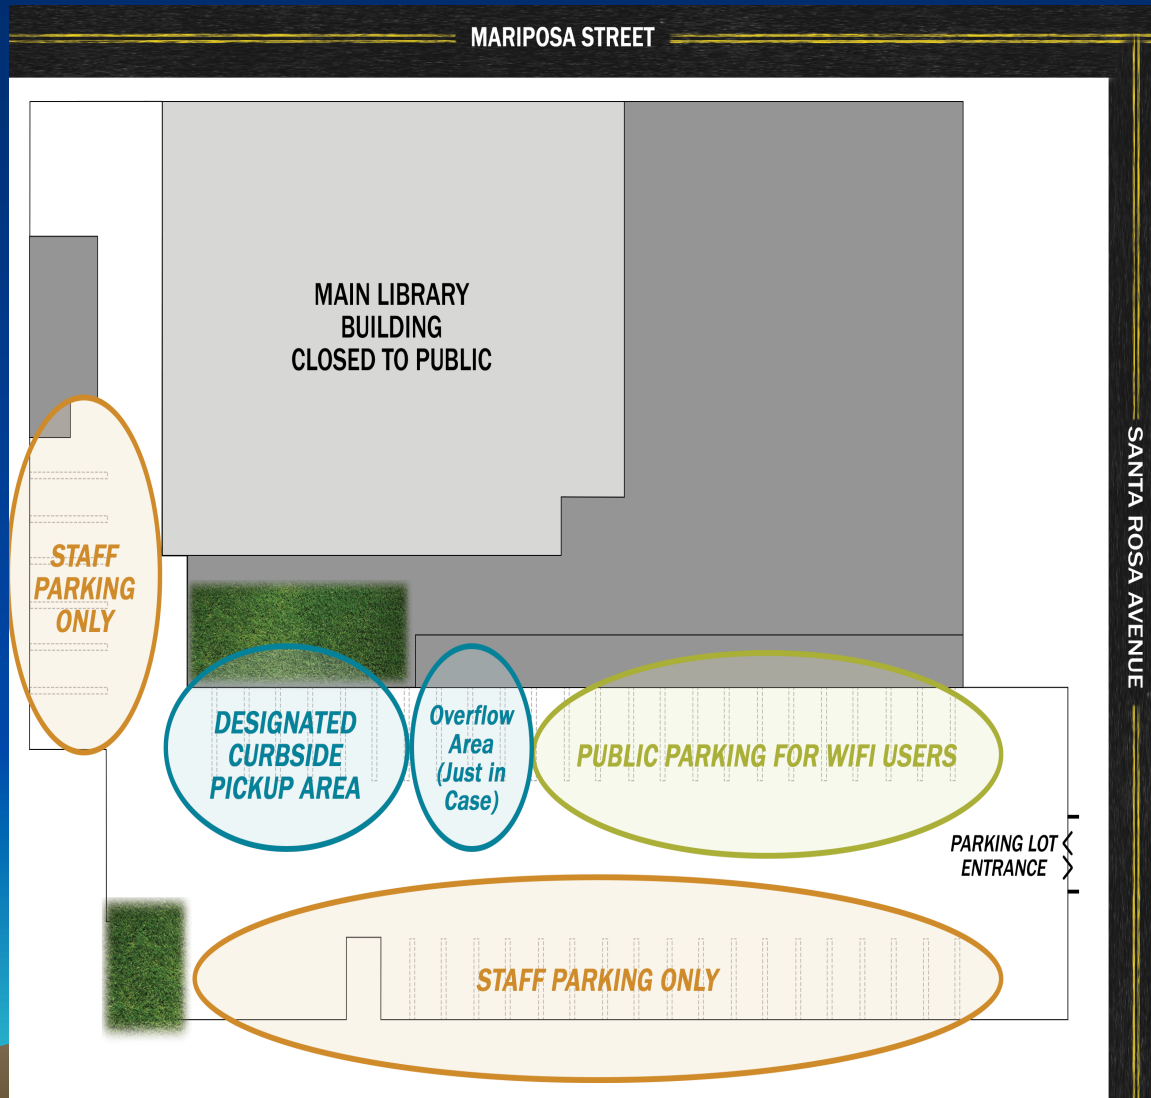 MARIPOSA STREET
MAIN LIBRARY
BUILDING
CLOSED TO PUBLIC
SANTA ROSA AVENUE
STAFF
PARKING
ONLY
DESIGNATED
CURBSIDE
PICKUP AREA
Overflow
Area
(Just in
Case)
PUBLIC PARKING FOR WIFI USERS
PARKING LOT
ENTRANCE
STAFF PARKING ONLY